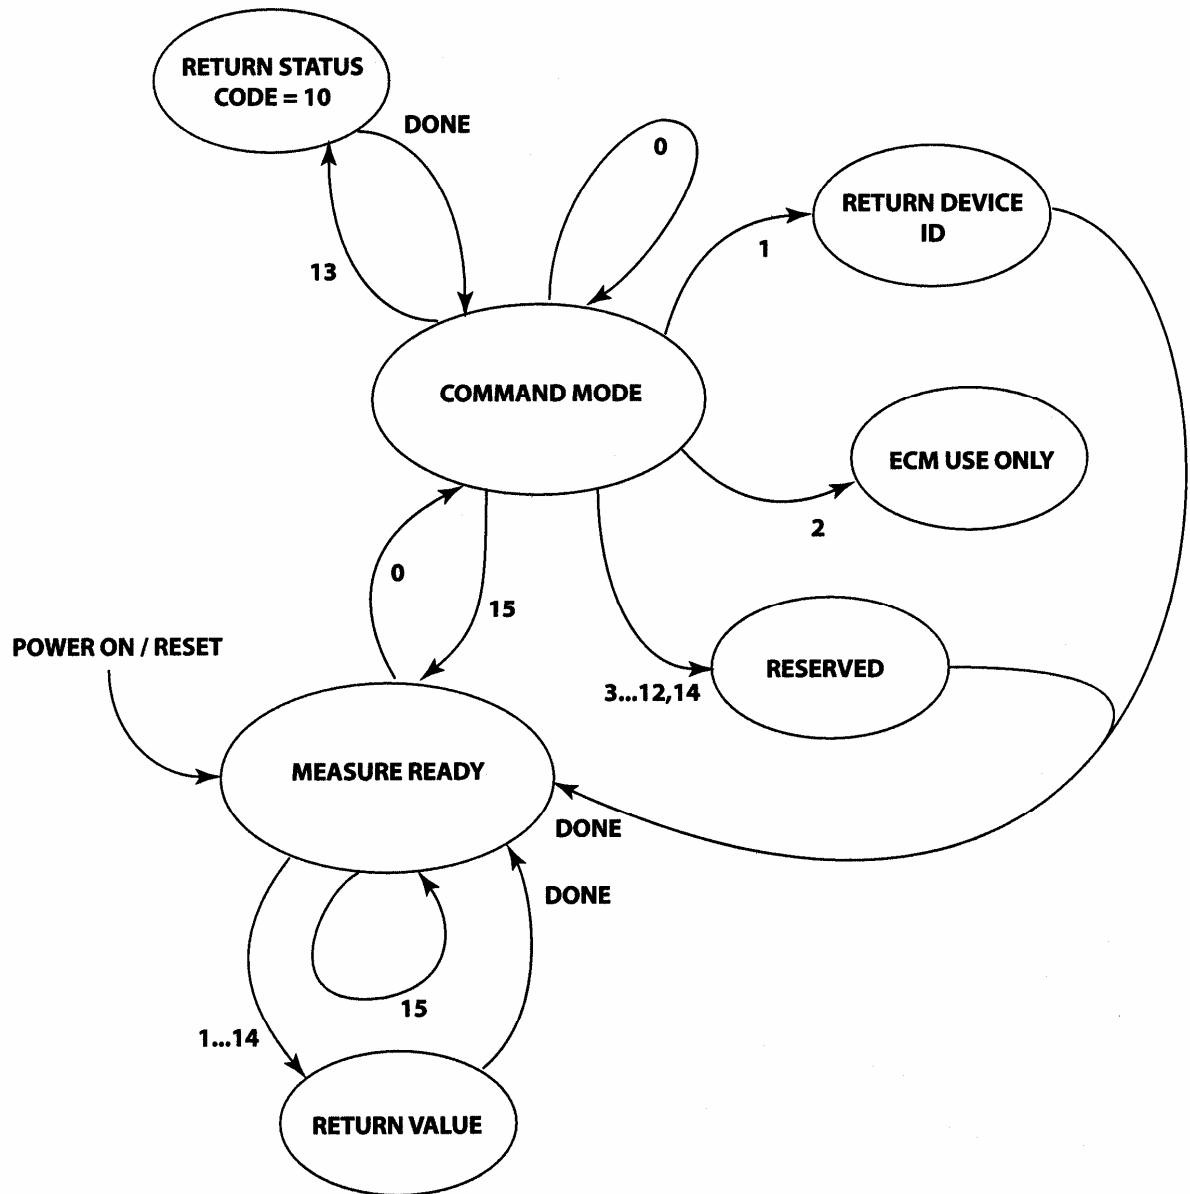 RETURN STATUS
CODE = 10
DONE
0
RETURN DEVICE
ID
1
13
COMMAND MODE
ECM USE ONLY
2
0
15
POWER ON / RESET
RESERVED
3...12,14
MEASURE READY
DONE
DONE
15
1...14
RETURN VALUE